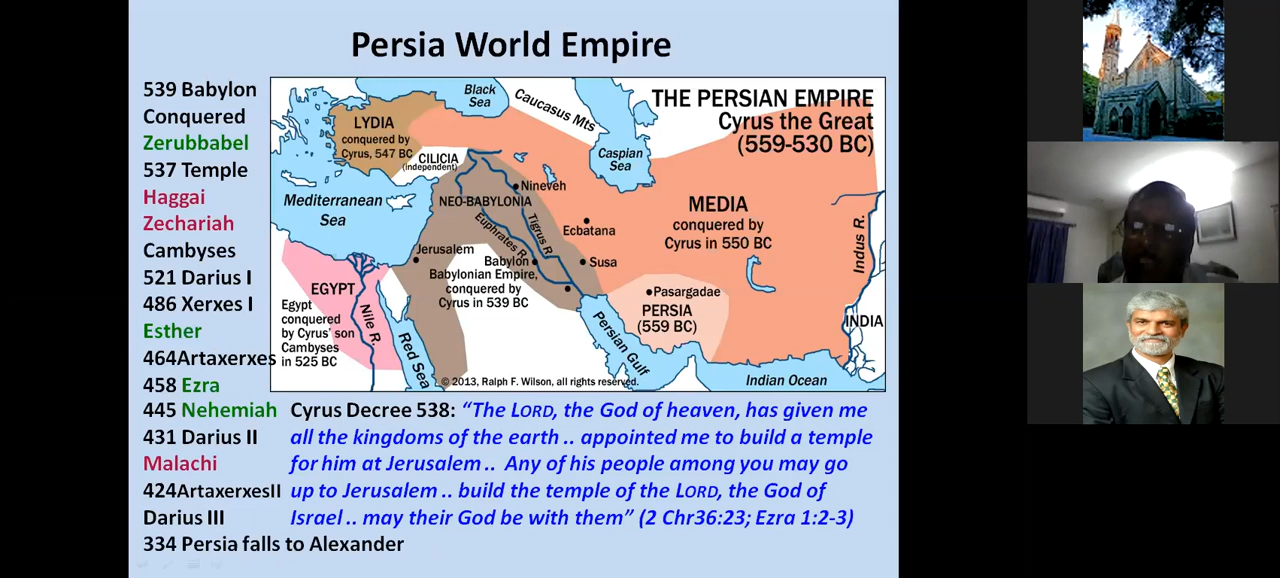 Persia World Empire
539 Babylon
Conquered
Zerubbabel
537 Temple
Haggai
Zechariah
Cambyses
521 Darius I
486 Xerxes I
Esther
464Artaxerxes
458 Ezra
445 Nehemiah
431 Darius II
Malachi
424ArtaxerxesII
Darius III
334 Persia falls to Alexander
THE PERSIAN EMPIRE
Cyrus the Great
(559-530 BC)
Black
Sea
Caucasus Mts
Caspian
Sea
LYDIA
conquered by
Cyrus, 547 BC
CILICIA
(independent)
Mediterranean
Sea
Nineveh
NEO-BABYLONIA
MEDIA
conquered by
Cyrus in 550 BC
Ecbatana
Euphrates R.
Tigrus R.
Indus R.
Jerusalem
Babylon
Susa
Babylonian Empire,
conquered by
Cyrus in 539 BC
EGYPT
Egypt
conquered
by Cyrus' son
Cambyses
in 525 BC
Nile R.
Red Sea
Pasargadae
PERSIA
(559 BC)
Persian Gulf
INDIA
Indian Ocean
© 2013, Ralph F. Wilson, all rights reserved.
Cyrus Decree 538: “The LORD, the God of heaven, has given me
all the kingdoms of the earth .. appointed me to build a temple
for him at Jerusalem .. Any of his people among you may go
up to Jerusalem .. build the temple of the LORD, the God of
Israel .. may their God be with them” (2 Chr36:23; Ezra 1:2-3)